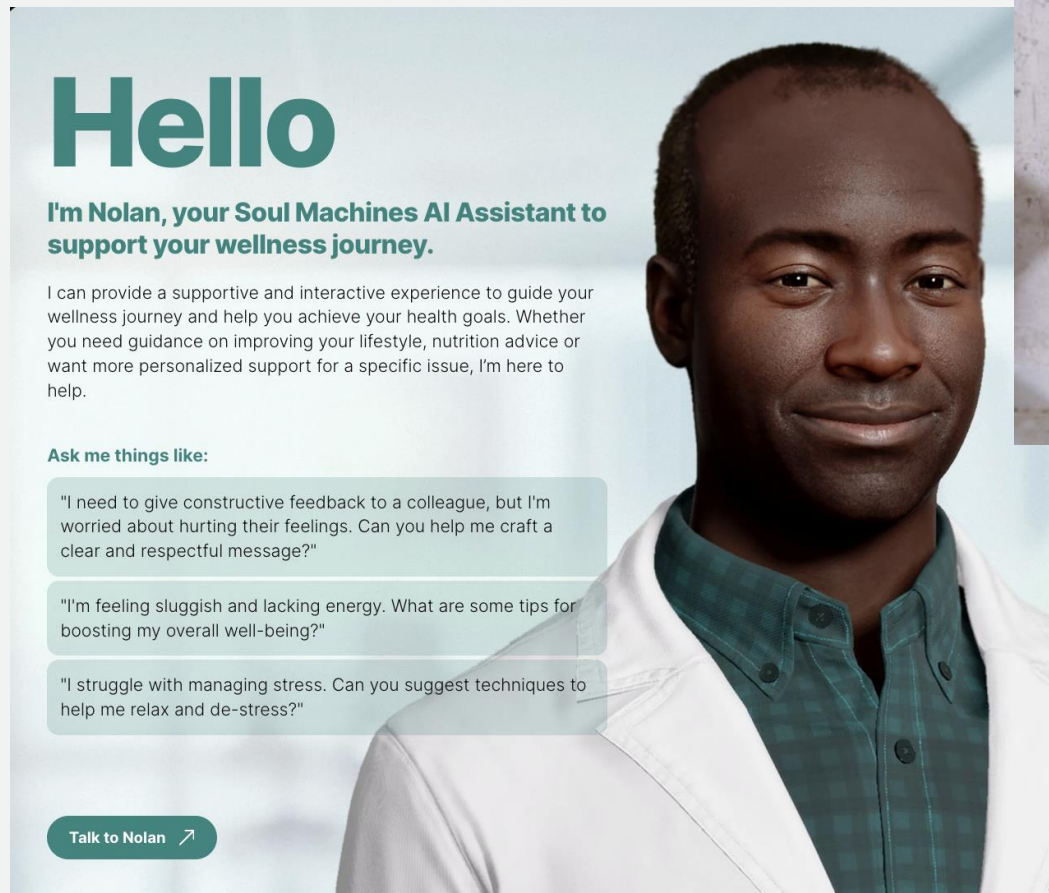 Hello
I'm Nolan, your Soul Machines AI Assistant to
support your wellness journey.
I can provide a supportive and interactive experience to guide your
wellness journey and help you achieve your health goals. Whether
you need guidance on improving your lifestyle, nutrition advice or
want more personalized support for a specific issue, I’m here to
help.
Ask me things like:
"I need to give constructive feedback to a colleague, but I'm
worried about hurting their feelings. Can you help me craft a
clear and respectful message?"
"I'm feeling sluggish and lacking energy. What are some tips for
boosting my overall well-being?"
"I struggle with managing stress. Can you suggest techniques to
help me relax and de-stress?"
Talk to Nolan